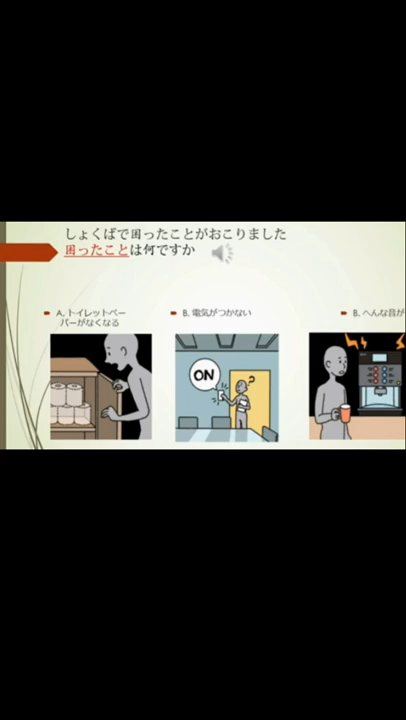 しょくばで困ったことがおこりました
困ったことは何ですか
A. トイレットペー
パーがなくなる
B. 電気がつかない
B. へんな音が
ON
?